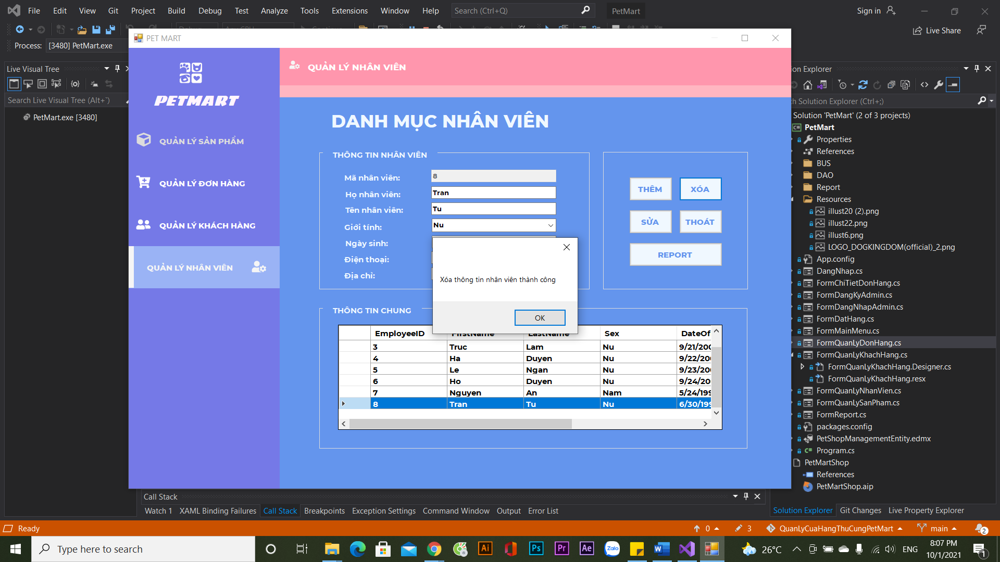 File Edit View Git Project Build Debug Test Analyze Tools Extensions Window Help Search (Ctrl+Q) PetMart Sign in
Live Share
Process: [3480] PetMart.exe
Live Visual Tree
Search Live Visual Tree (Alt+`)
PetMart.exe [3480]
PET MART
PETMART
QUẢN LÝ SẢN PHẨM
QUẢN LÝ ĐƠN HÀNG
QUẢN LÝ KHÁCH HÀNG
QUẢN LÝ NHÂN VIÊN
QUẢN LÝ NHÂN VIÊN
DANH MỤC NHÂN VIÊN
THÔNG TIN NHÂN VIÊN
Mã nhân viên: 8
Họ nhân viên: Tran
Tên nhân viên: Tu
Giới tính: Nu
Ngày sinh:
Điện thoại:
Địa chỉ:
THÊM XÓA
SỬA THOÁT
REPORT
Xóa thông tin nhân viên thành công
OK
THÔNG TIN CHUNG
EmployeeID FirstName LastName Sex DateOf
3 Truc Lam Nu 9/21/200
4 Ha Duyen Nu 9/22/200
5 Le Ngan Nu 9/23/200
6 Ho Duyen Nu 9/24/200
7 Nguyen An Nam 5/24/199
8 Tran Tu Nu 6/30/199
on Explorer
ch Solution Explorer (Ctrl+;)
Solution 'PetMart' (2 of 3 projects)
PetMart
Properties
References
BUS
DAO
Report
Resources
illust20 (2).png
illust22.png
illust6.png
LOGO_DOGKINGDOM(official)_2.png
App.config
DangNhap.cs
FormChiTietDonHang.cs
FormDangKyAdmin.cs
FormDangNhapAdmin.cs
FormDatHang.cs
FormMainMenu.cs
FormQuanLyDonHang.cs
FormQuanLyKhachHang.cs
FormQuanLyKhachHang.Designer.cs
FormQuanLyKhachHang.resx
FormQuanLyNhanVien.cs
FormQuanLySanPham.cs
FormReport.cs
packages.config
PetShopManagementEntity.edmx
Program.cs
PetMartShop
References
PetMartShop.aip
Call Stack
Watch 1 XAML Binding Failures Call Stack Breakpoints Exception Settings Command Window Output Error List
Solution Explorer Git Changes Live Property Explorer
Ready 0 3 QuanLyCuaHangThuCungPetMart main 2
Type here to search
26°C ENG 8:07 PM
10/1/2021 1